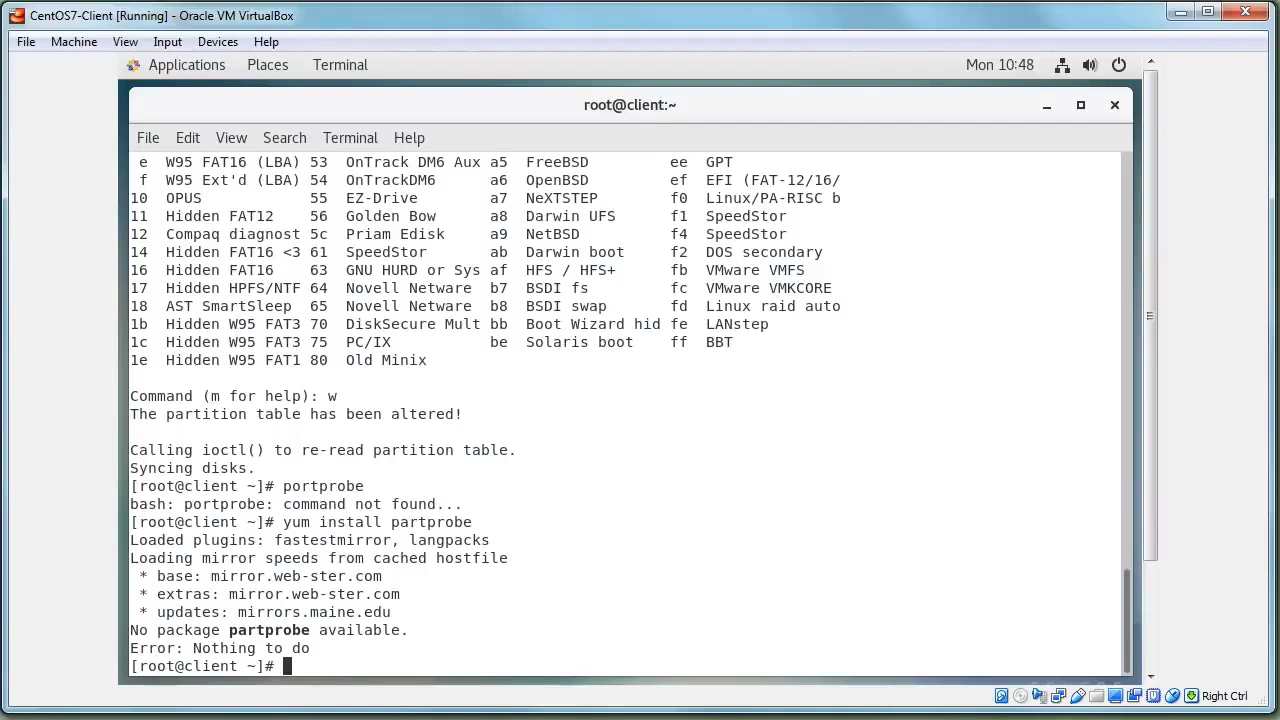 CentOS7-Client [Running] - Oracle VM VirtualBox
File Machine View Input Devices Help
Applications Places Terminal Mon 10:48
root@client:~
File Edit View Search Terminal Help
e W95 FAT16 (LBA) 53 OnTrack DM6 Aux a5 FreeBSD ee GPT
f W95 Ext'd (LBA) 54 OnTrackDM6 a6 OpenBSD ef EFI (FAT-12/16/
10 OPUS 55 EZ-Drive a7 NeXTSTEP f0 Linux/PA-RISC b
11 Hidden FAT12 56 Golden Bow a8 Darwin UFS f1 SpeedStor
12 Compaq diagnost 5c Priam Edisk a9 NetBSD f4 SpeedStor
14 Hidden FAT16 <3 61 SpeedStor ab Darwin boot f2 DOS secondary
16 Hidden FAT16 63 GNU HURD or Sys af HFS / HFS+ fb VMware VMFS
17 Hidden HPFS/NTF 64 Novell Netware b7 BSDI fs fc VMware VMKCORE
18 AST SmartSleep 65 Novell Netware b8 BSDI swap fd Linux raid auto
1b Hidden W95 FAT3 70 DiskSecure Mult bb Boot Wizard hid fe LANstep
1c Hidden W95 FAT3 75 PC/IX be Solaris boot ff BBT
1e Hidden W95 FAT1 80 Old Minix
Command (m for help): w
The partition table has been altered!
Calling ioctl() to re-read partition table.
Syncing disks.
[root@client ~]# portprobe
bash: portprobe: command not found...
[root@client ~]# yum install partprobe
Loaded plugins: fastestmirror, langpacks
Loading mirror speeds from cached hostfile
* base: mirror.web-ster.com
* extras: mirror.web-ster.com
* updates: mirrors.maine.edu
No package partprobe available.
Error: Nothing to do
[root@client ~]#
Right Ctrl